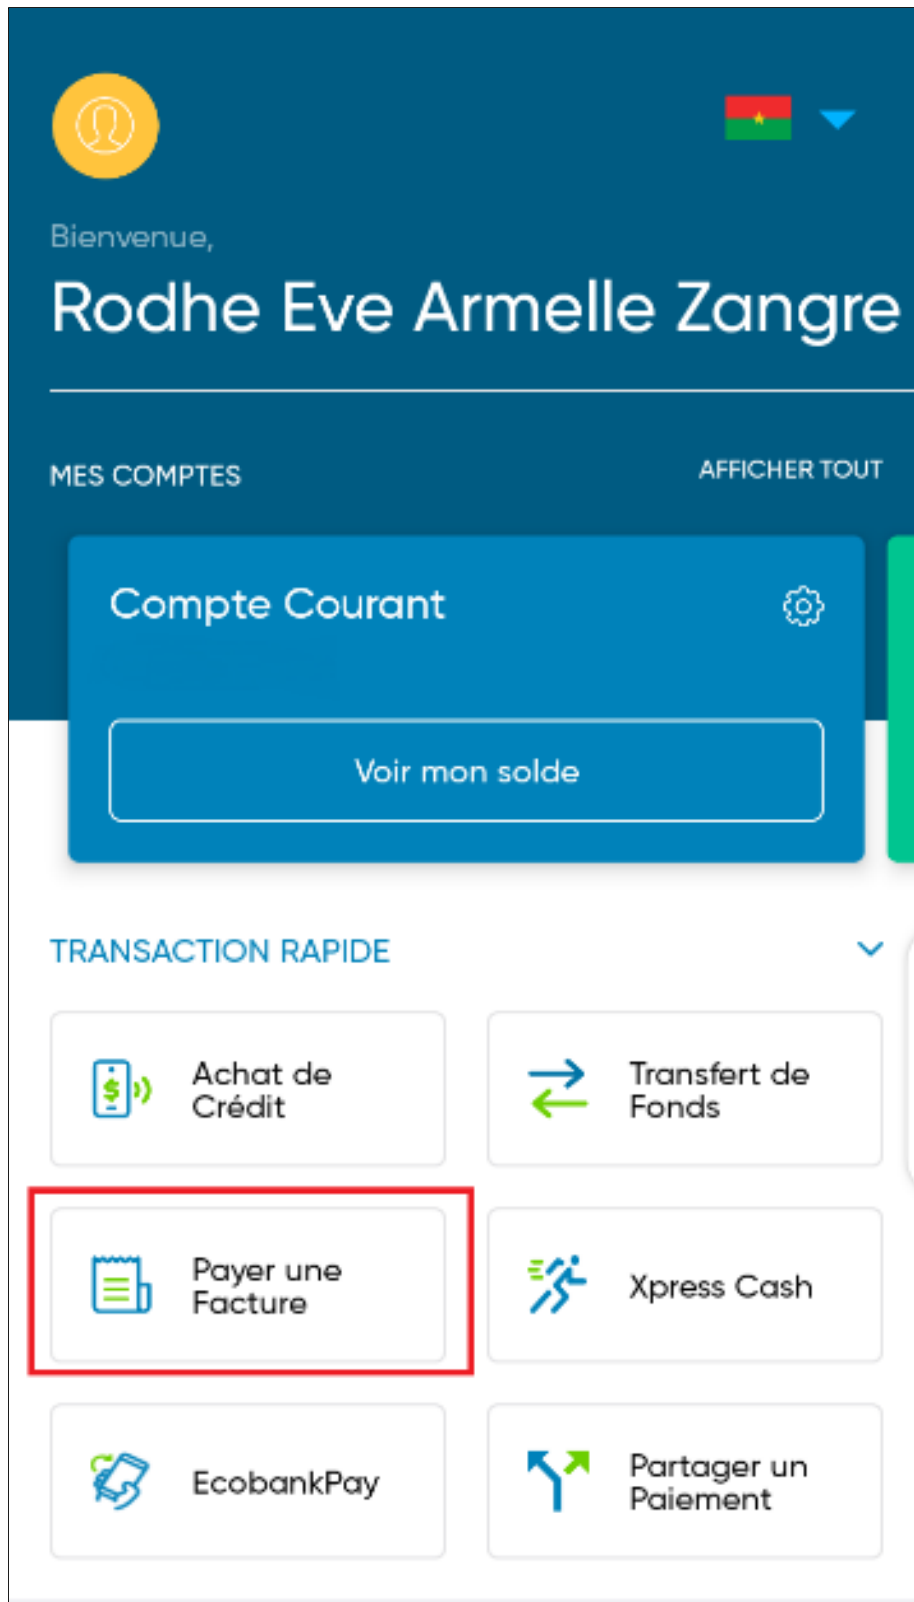 Bienvenue,
Rodhe Eve Armelle Zangre
MES COMPTES
AFFICHER TOUT
Compte Courant
Voir mon solde
TRANSACTION RAPIDE
Achat de
Crédit
Transfert de
Fonds
Payer une
Facture
Xpress Cash
EcobankPay
Partager un
Paiement